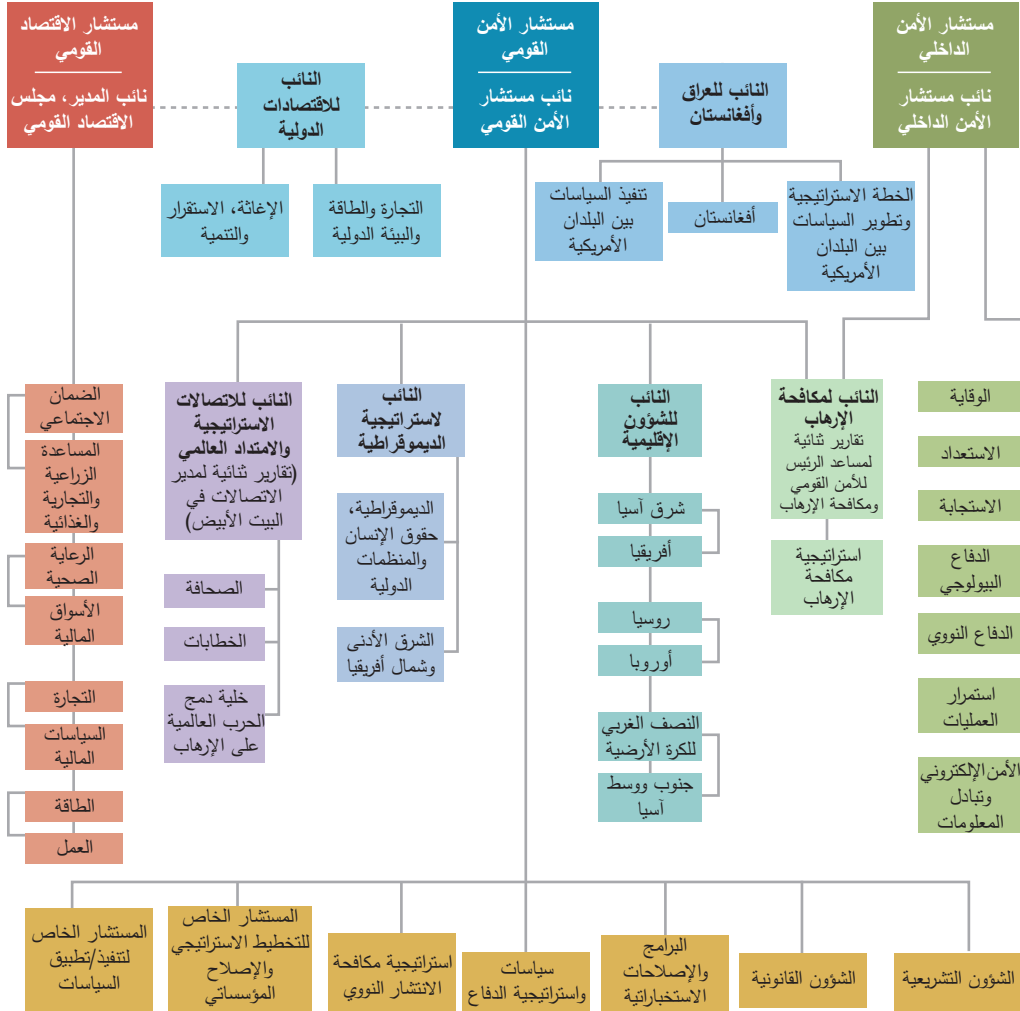 مستشار الأمن
الداخلي
نائب مستشار
الأمن الداخلي
النائب للعراق
وأفغانستان
مستشار الأمن
القومي
نائب مستشار
الأمن القومي
النائب
للاقتصادات
الدولية
مستشار الاقتصاد
القومي
نائب المدير، مجلس
الاقتصاد القومي
الخطة الاستراتيجية
وتطوير السياسات
بين البلدان
الأمريكية
أفغانستان
تنفيذ السياسات
بين البلدان
الأمريكية
التجارة والطاقة
والبيئة الدولية
الإغاثة، الاستقرار
والتنمية
الوقاية
الاستعداد
الاستجابة
الدفاع
البيولوجي
الدفاع النووي
استمرار
العمليات
الأمن الإلكتروني
وتبادل
المعلومات
النائب لمكافحة
الإرهاب
تقارير ثنائية
لمساعد الرئيس
للأمن القومي
ومكافحة الإرهاب
استراتيجية
مكافحة
الإرهاب
النائب
للشؤون
الإقليمية
شرق آسيا
أفريقيا
روسيا
أوروبا
النصف الغربي
للكرة الأرضية
جنوب ووسط
آسيا
النائب
لاستراتيجية
الديموقراطية
الديموقراطية،
حقوق الإنسان
والمنظمات
الدولية
الشرق الأدنى
وشمال أفريقيا
النائب للاتصالات
الاستراتيجية
والامتداد العالمي
(تقارير ثنائية لمدير
الاتصالات في
البيت الأبيض)
الصحافة
الخطابات
خلية دمج
الحرب العالمية
على الإرهاب
الضمان
الاجتماعي
المساعدة
الزراعية
والتجارية
والغذائية
الرعاية
الصحية
الأسواق
المالية
التجارة
السياسات
المالية
الطاقة
العمل
الشؤون التشريعية
الشؤون القانونية
البرامج
والإصلاحات
الاستخباراتية
سياسات
واستراتيجية الدفاع
استراتيجية مكافحة
الانتشار النووي
المستشار الخاص
للتخطيط الاستراتيجي
والإصلاح
المؤسساتي
المستشار الخاص
لتنفيذ/تطبيق
السياسات